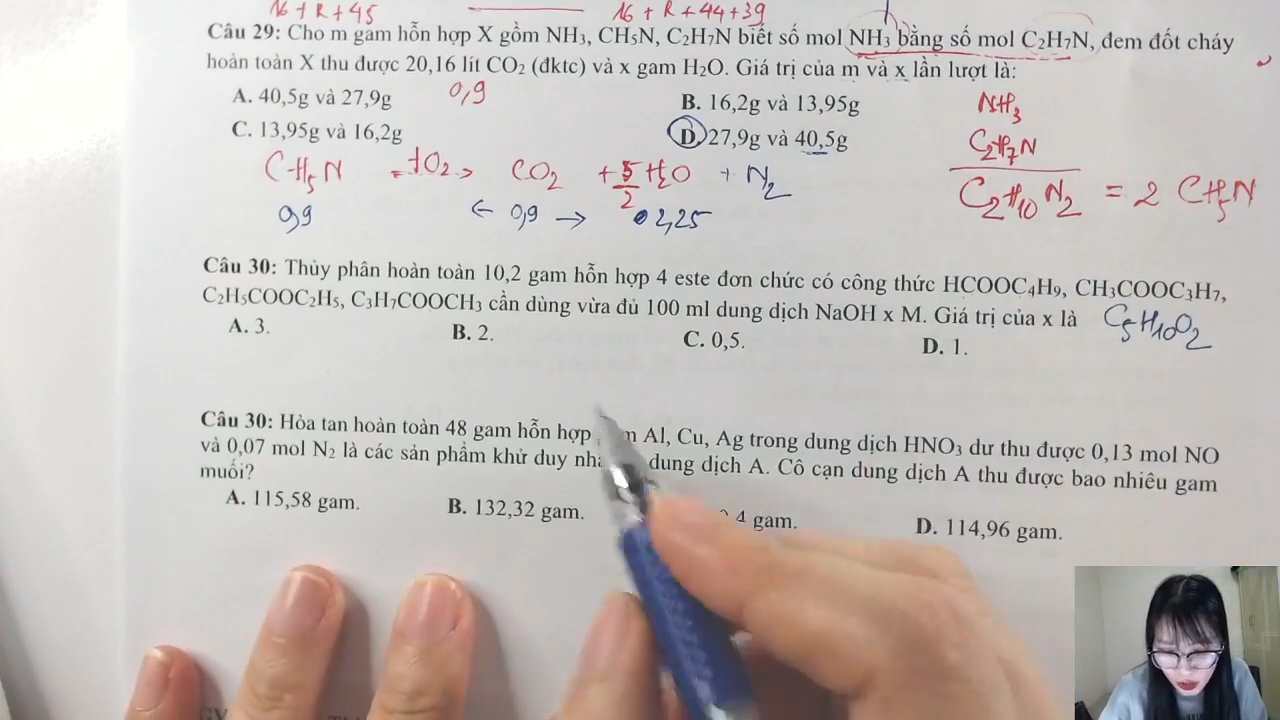 16 + R + 45 16 + R + 44 + 39
Câu 29: Cho m gam hỗn hợp X gồm NH3, CH5N, C2H7N biết số mol NH3 bằng số mol C2H7N, đem đốt cháy
hoàn toàn X thu được 20,16 lít CO2 (đktc) và x gam H2O. Giá trị của m và x lần lượt là:
A. 40,5g và 27,9g 0,9 B. 16,2g và 13,95g NH3
C. 13,95g và 16,2g D. 27,9g và 40,5g C2H7N
CH5N +O2 → CO2 + 5/2 H2O + N2 C2H10N2 = 2 CH5N
0,9 ← 0,9 → 2,25
Câu 30: Thủy phân hoàn toàn 10,2 gam hỗn hợp 4 este đơn chức có công thức HCOOC4H9, CH3COOC3H7,
C2H5COOC2H5, C3H7COOCH3 cần dùng vừa đủ 100 ml dung dịch NaOH x M. Giá trị của x là C5H10O2
A. 3. B. 2. C. 0,5. D. 1.
Câu 30: Hòa tan hoàn toàn 48 gam hỗn hợp Al, Cu, Ag trong dung dịch HNO3 dư thu được 0,13 mol NO
và 0,07 mol N2 là các sản phẩm khử duy dung dịch A. Cô cạn dung dịch A thu được bao nhiêu gam
muối?
A. 115,58 gam. B. 132,32 gam. 4 gam. D. 114,96 gam.